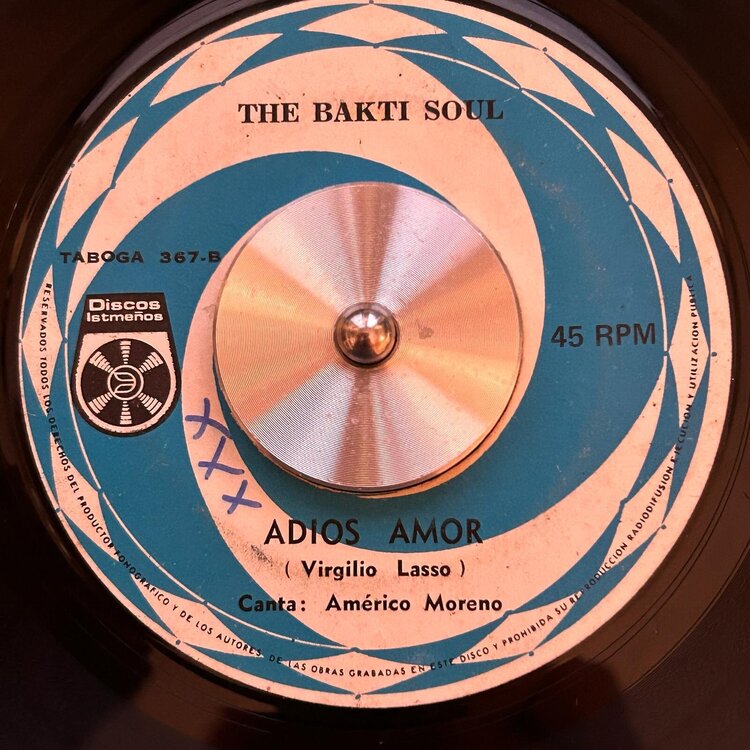 THE BAKTI SOUL
TABOGA 367-B
Discos
Istmeños
45 RPM
XXX
ADIOS AMOR
( Virgilio Lasso )
Canta: Américo Moreno
RESERVADOS TODOS LOS DERECHOS DEL PRODUCTOR FONOGRAFICO Y DE LOS AUTORES DE LAS OBRAS GRABADAS EN ESTE DISCO Y PROHIBIDA SU REPRODUCCION RADIODIFUSION EJECUCION Y UTILIZACION PUBLICA